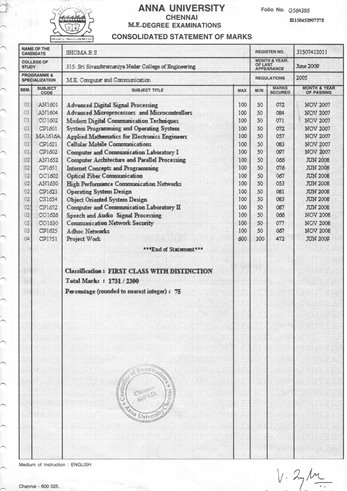 ANNA UNIVERSITY
CHENNAI
M.E.DEGREE EXAMINATIONS
CONSOLIDATED STATEMENT OF MARKS
Folio No.
NAME OF THE CANDIDATE SHOMA R.S REGISTER NO. 31507412011
COLLEGE OF STUDY 315: Sri Sivasubramaniya Nadar College of Engineering MONTH & YEAR OF LAST APPEARANCE June 2009
PROGRAMME & SPECIALIZATION M.E. Computer and Communication REGULATIONS 2005
SEM. SUBJECT CODE SUBJECT TITLE MAX MIN MARKS SECURED MONTH & YEAR OF PASSING
01 AN1601 Advanced Digital Signal Processing 100 50 072 NOV 2007
01 AN1604 Advanced Microprocessors and Microcontrollers 100 50 084 NOV 2007
01 CO1602 Modern Digital Communication Techniques 100 50 071 NOV 2007
01 CP1601 System Programming and Operating System 100 50 072 NOV 2007
01 MA1616A Applied Mathematics for Electronics Engineers 100 50 057 NOV 2007
01 CP1621 Cellular Mobile Communications 100 50 083 NOV 2007
01 CP1602 Computer and Communication Laboratory I 100 50 097 NOV 2007
02 AN1652 Computer Architecture and Parallel Processing 100 50 066 JUN 2008
02 CP1651 Internet Concepts and Programming 100 50 076 JUN 2008
02 CO1602 Optical Fiber Communication 100 50 067 JUN 2008
02 AN1630 High Performance Communication Networks 100 50 053 JUN 2008
02 CP1622 Operating System Design 100 50 081 JUN 2008
02 CP1654 Object Oriented System Design 100 50 083 JUN 2008
02 CP1652 Computer and Communication Laboratory II 100 50 087 JUN 2008
03 CO1628 Speech and Audio Signal Processing 100 50 066 NOV 2008
03 CO1630 Communication Network Security 100 50 077 NOV 2008
03 CP1625 Adhoc Networks 100 50 067 NOV 2008
04 CP1751 Project Work 600 300 472 JUN 2009
***End of Statement***
Classification : FIRST CLASS WITH DISTINCTION
Total Marks : 1731 / 2300
Percentage (rounded to nearest integer) : 75
Controller of Examinations
Chennai
600 025.
Anna University
Medium of Instruction : ENGLISH
Chennai - 600 025.